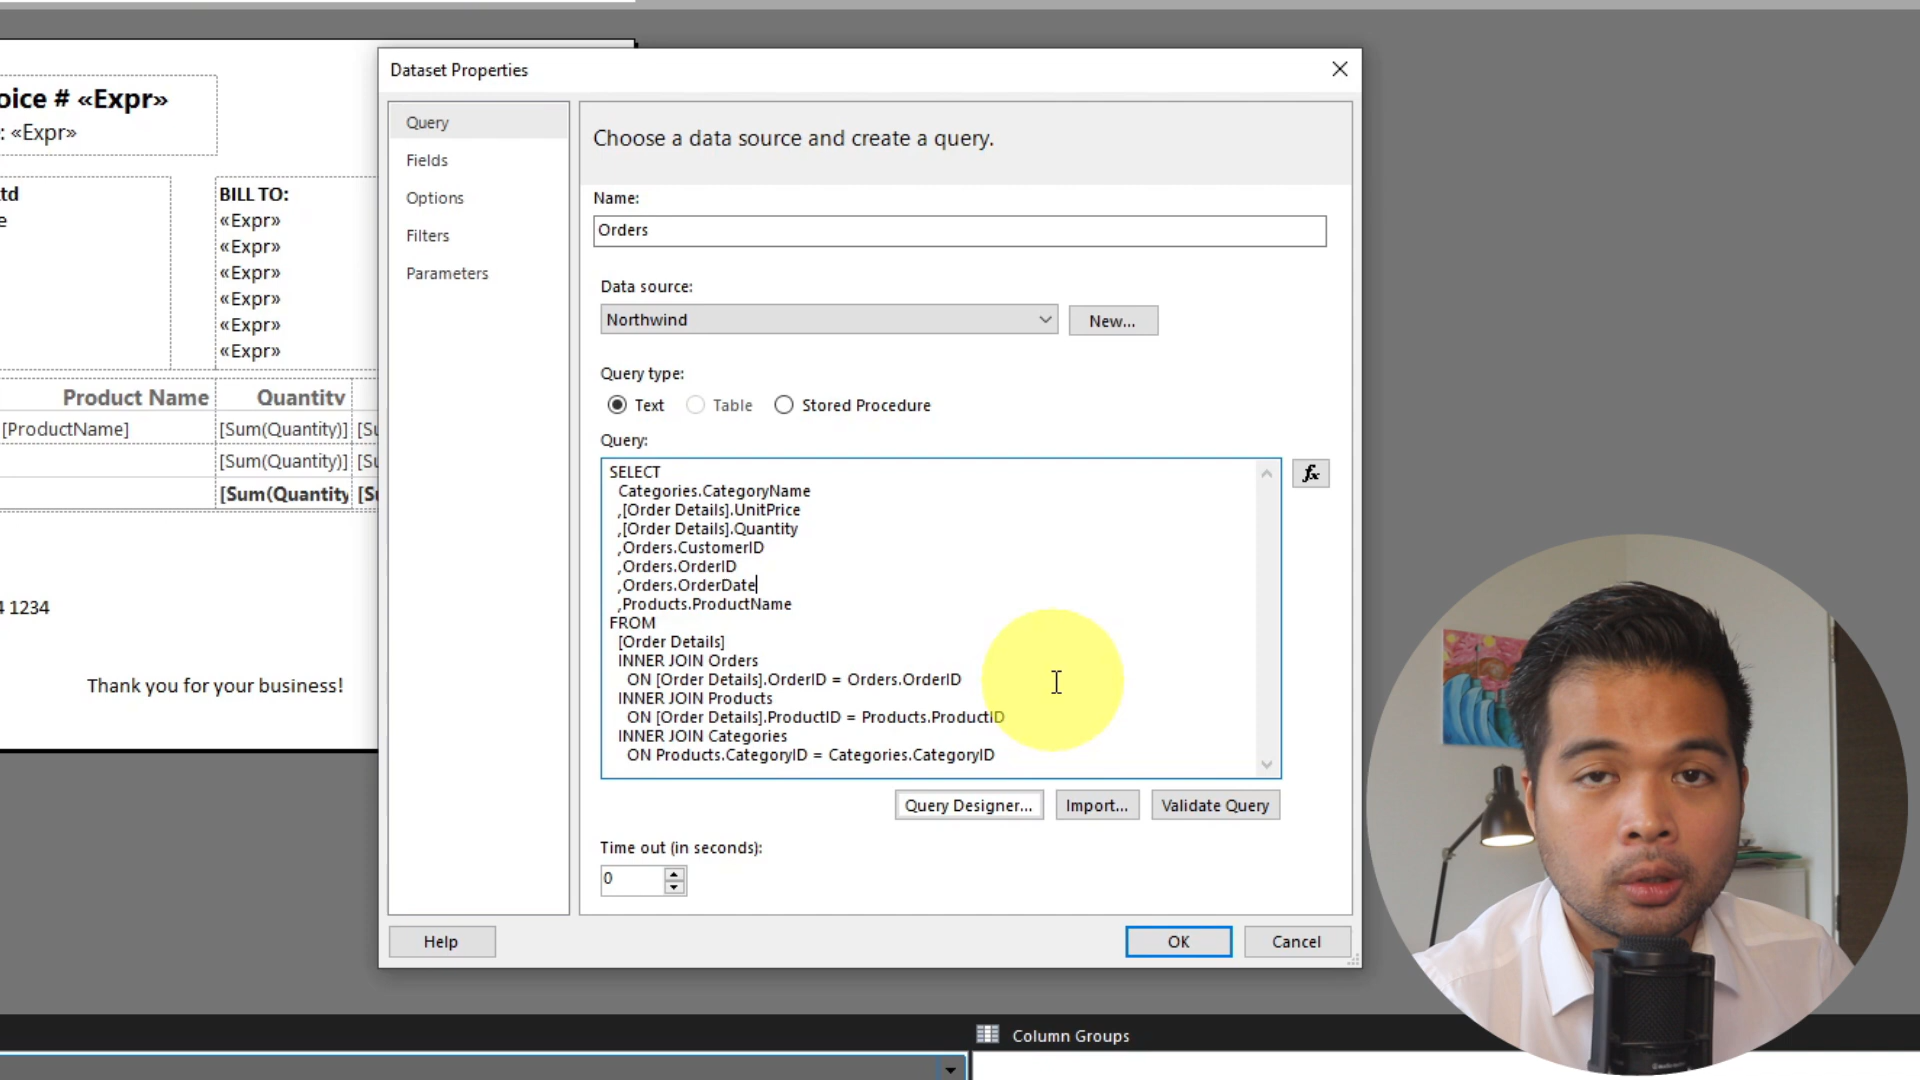 oice # «Expr»
: «Expr»
td
e
BILL TO:
«Expr»
«Expr»
«Expr»
«Expr»
«Expr»
«Expr»
Product Name Quantity
[ProductName] [Sum(Quantity)] [Su
[Sum(Quantity)] [Su
[Sum(Quantity [S
4 1234
Thank you for your business!
Dataset Properties
Query
Fields
Options
Filters
Parameters
Choose a data source and create a query.
Name:
Orders
Data source:
Northwind New...
Query type:
Text Table Stored Procedure
Query:
fx
SELECT
Categories.CategoryName
,[Order Details].UnitPrice
,[Order Details].Quantity
,Orders.CustomerID
,Orders.OrderID
,Orders.OrderDate
,Products.ProductName
FROM
[Order Details]
INNER JOIN Orders
ON [Order Details].OrderID = Orders.OrderID
INNER JOIN Products
ON [Order Details].ProductID = Products.ProductID
INNER JOIN Categories
ON Products.CategoryID = Categories.CategoryID
Query Designer... Import... Validate Query
Time out (in seconds):
0
Help OK Cancel
Column Groups